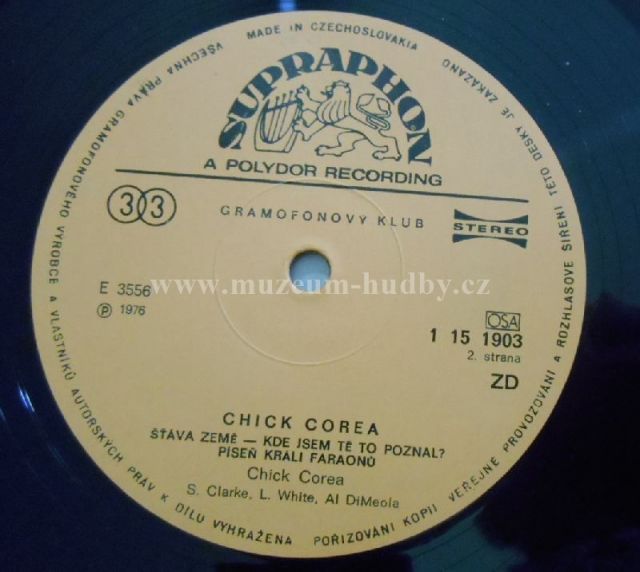 MADE IN CZECHOSLOVAKIA
VŠECHNA PRÁVA GRAMOFONOVÉHO VÝROBCE A VLASTNÍKŮ AUTORSKÝCH PRÁV K DÍLU VYHRAŽENA POŘIZOVÁNÍ KOPIÍ VEŘEJNÉ PROVOZOVÁNÍ A ROZHLASOVÉ ŠÍŘENÍ TÉTO DESKY JE ZAKÁZÁNO
SUPRAPHON
A POLYDOR RECORDING
33
GRAMOFONOVÝ KLUB
STEREO
www.muzeum-hudby.cz
E 3556
Ⓟ 1976
OSA
1 15 1903
2. strana
ZD
CHICK COREA
ŠŤÁVA ZEMĚ — KDE JSEM TĚ TO POZNAL?
PÍSEŇ KRÁLI FARAONŮ
Chick Corea
S. Clarke, L. White, Al DiMeola